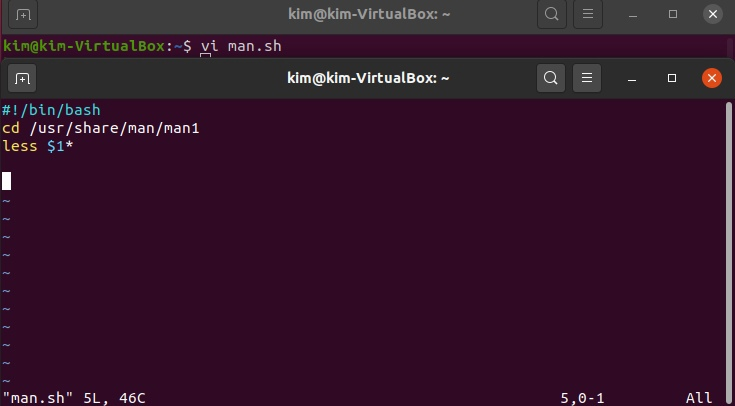 kim@kim-VirtualBox: ~
kim@kim-VirtualBox:~$ vi man.sh
kim@kim-VirtualBox: ~
#!/bin/bash
cd /usr/share/man/man1
less $1*
~
~
~
~
~
~
~
~
~
~
~
"man.sh" 5L, 46C 5,0-1 All